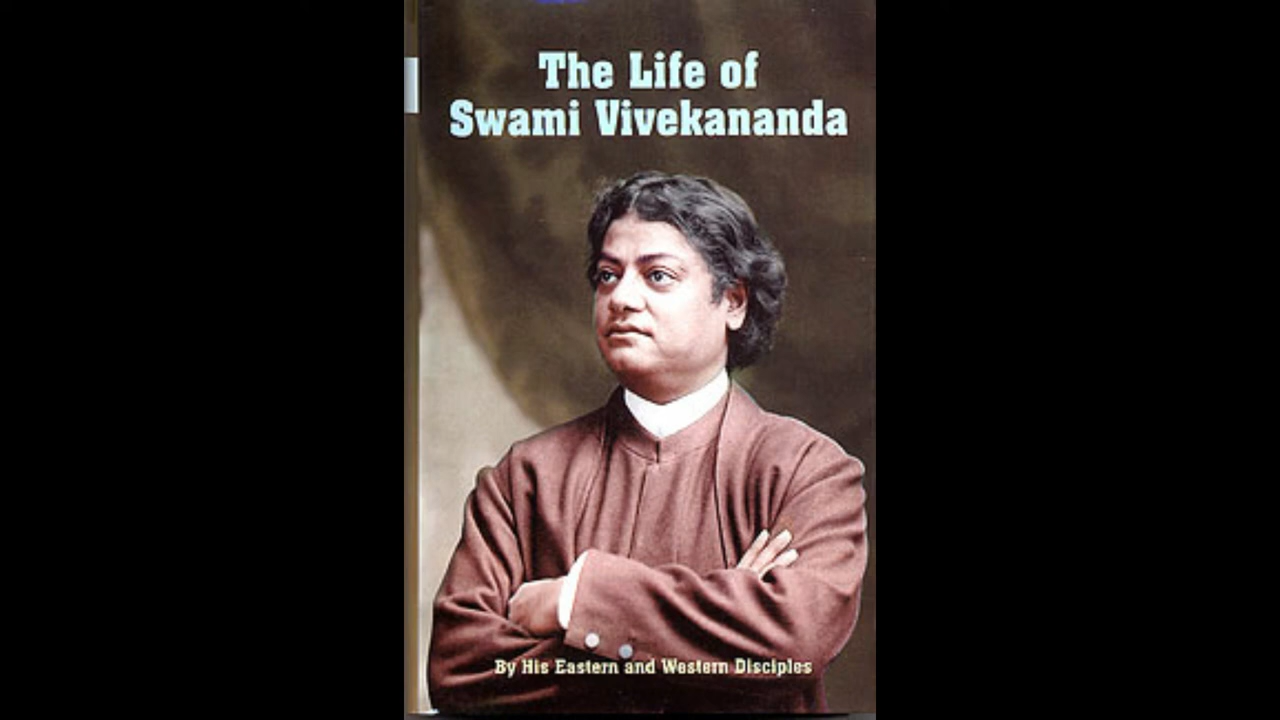 The Life of
Swami Vivekananda
By His Eastern and Western Disciples